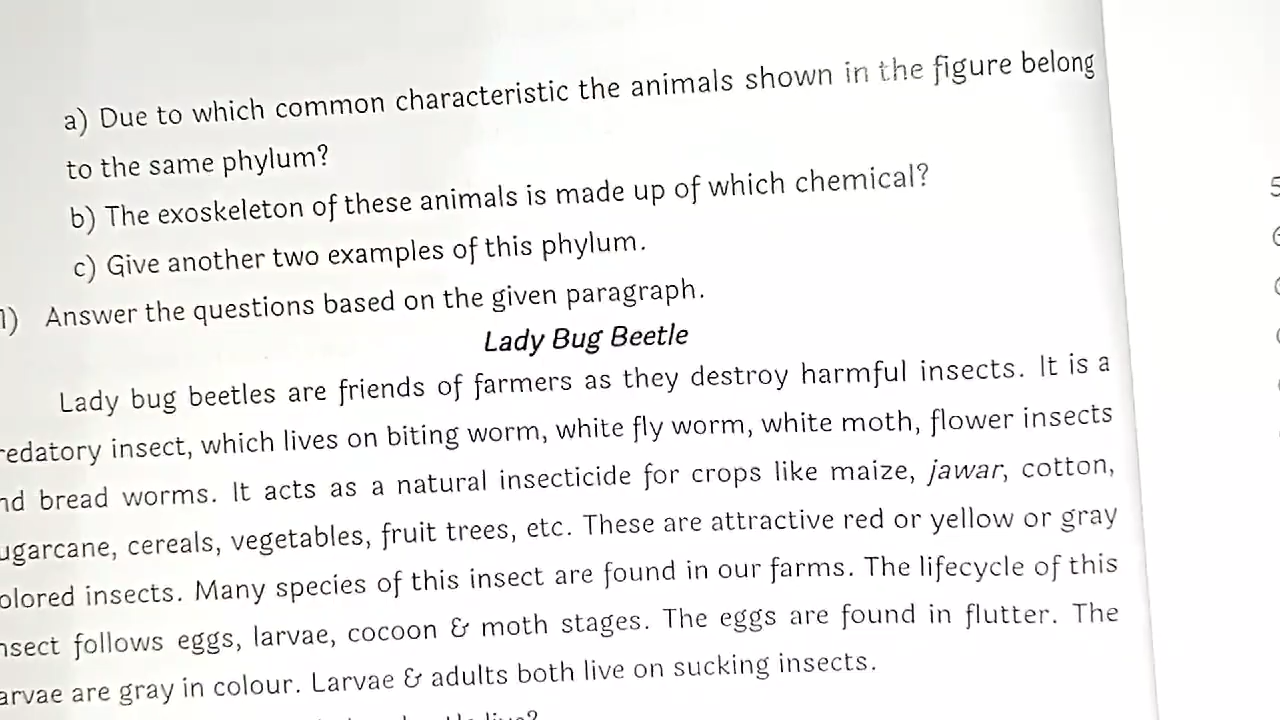 a) Due to which common characteristic the animals shown in the figure belong
to the same phylum?
b) The exoskeleton of these animals is made up of which chemical?
c) Give another two examples of this phylum.
1) Answer the questions based on the given paragraph.
Lady Bug Beetle
Lady bug beetles are friends of farmers as they destroy harmful insects. It is a
redatory insect, which lives on biting worm, white fly worm, white moth, flower insects
nd bread worms. It acts as a natural insecticide for crops like maize, jawar, cotton,
ugarcane, cereals, vegetables, fruit trees, etc. These are attractive red or yellow or gray
olored insects. Many species of this insect are found in our farms. The lifecycle of this
nsect follows eggs, larvae, cocoon & moth stages. The eggs are found in flutter. The
arvae are gray in colour. Larvae & adults both live on sucking insects.
live?